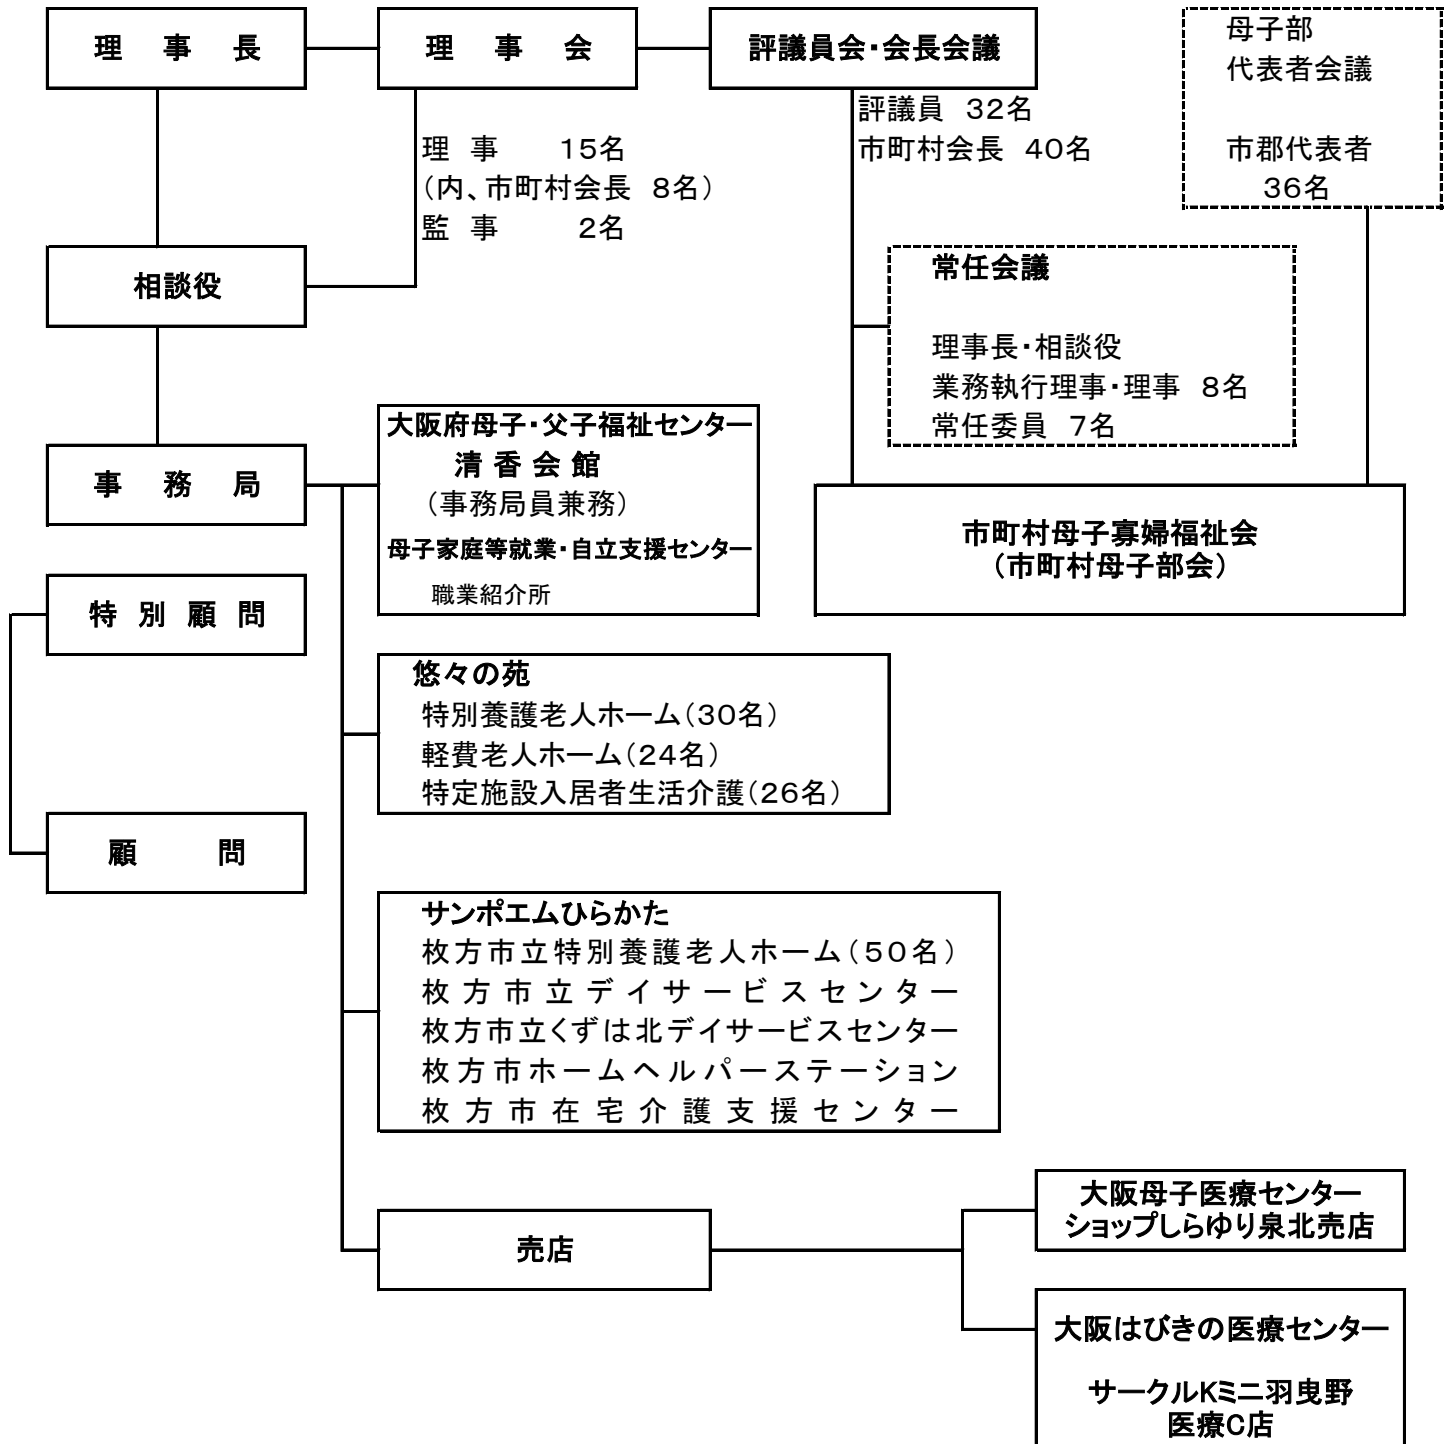 理　事　長
理　事　会
評議員会・会長会議
母子部
代表者会議
市郡代表者
36名
評議員　32名
市町村会長　40名
理　事　　15名
（内、市町村会長　8名）
監　事　　2名
相談役
常任会議
理事長・相談役
業務執行理事・理事　8名
常任委員　7名
事　務　局
大阪府母子・父子福祉センター
清 香 会 館
（事務局員兼務）
母子家庭等就業・自立支援センター
職業紹介所
市町村母子寡婦福祉会
（市町村母子部会）
特 別 顧 問
顧　　問
悠々の苑
特別養護老人ホーム（30名）
軽費老人ホーム（24名）
特定施設入居者生活介護（26名）
サンポエムひらかた
枚方市立特別養護老人ホーム（50名）
枚方市立デイサービスセンター
枚方市立くずは北デイサービスセンター
枚方市ホームヘルパーステーション
枚方市在宅介護支援センター
売店
大阪母子医療センター
ショップしらゆり泉北売店
大阪はびきの医療センター
サークルKミニ羽曳野
医療C店